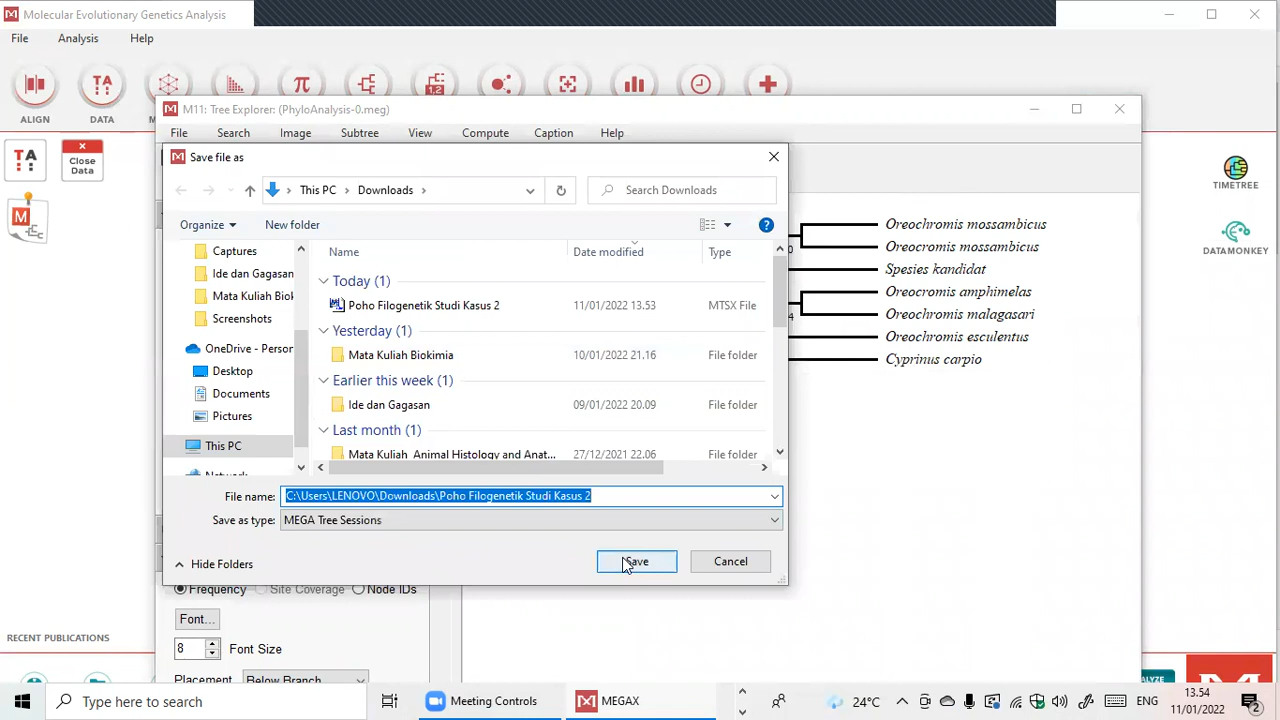 Molecular Evolutionary Genetics Analysis
File Analysis Help
ALIGN DATA
M11: Tree Explorer: (PhyloAnalysis-0.meg)
File Search Image Subtree View Compute Caption Help
TA
Close Data
Save file as
This PC Downloads
Search Downloads
Organize New folder
Name Date modified Type
Captures
Ide dan Gagasan
Mata Kuliah Biok
Screenshots
OneDrive - Person
Desktop
Documents
Pictures
This PC
Network
Today (1)
Poho Filogenetik Studi Kasus 2 11/01/2022 13.53 MTSX File
Yesterday (1)
Mata Kuliah Biokimia 10/01/2022 21.16 File folder
Earlier this week (1)
Ide dan Gagasan 09/01/2022 20.09 File folder
Last month (1)
Mata Kuliah Animal Histology and Anat... 27/12/2021 22.06 File folder
File name: C:\Users\LENOVO\Downloads\Poho Filogenetik Studi Kasus 2
Save as type: MEGA Tree Sessions
Hide Folders Save Cancel
Oreochromis mossambicus
Oreocromis mossambicus
Spesies kandidat
Oreocromis amphimelas
Oreochromis malagasari
Oreochromis esculentus
Cyprinus carpio
TIMETREE
DATAMONKEY
Frequency Site Coverage Node IDs
Font...
8 Font Size
Placement Below Branch
RECENT PUBLICATIONS
Type here to search
Meeting Controls
MEGAX
24°C
ENG
13.54
11/01/2022
2